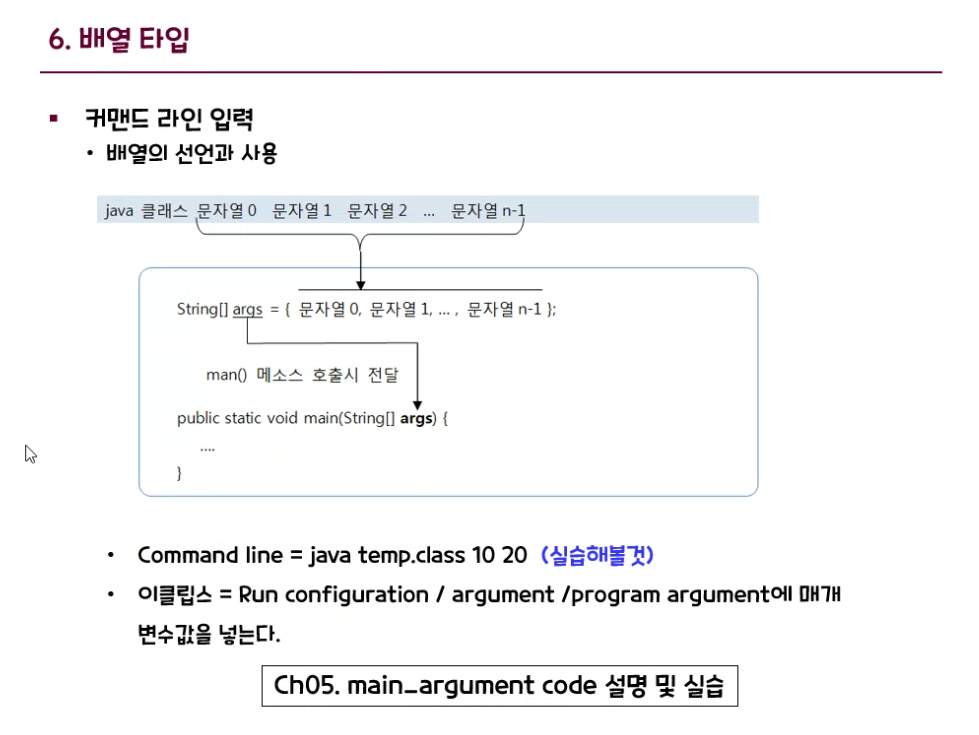 6. 배열 타입
▪ 커맨드 라인 입력
• 배열의 선언과 사용
java 클래스 문자열 0 문자열 1 문자열 2 ... 문자열 n-1
String[] args = { 문자열 0, 문자열 1, ... , 문자열 n-1 };
man() 메소스 호출시 전달
public static void main(String[] args) {
....
}
• Command line = java temp.class 10 20 (실습해볼것)
• 이클립스 = Run configuration / argument /program argument에 매개
변수값을 넣는다.
Ch05. main_argument code 설명 및 실습